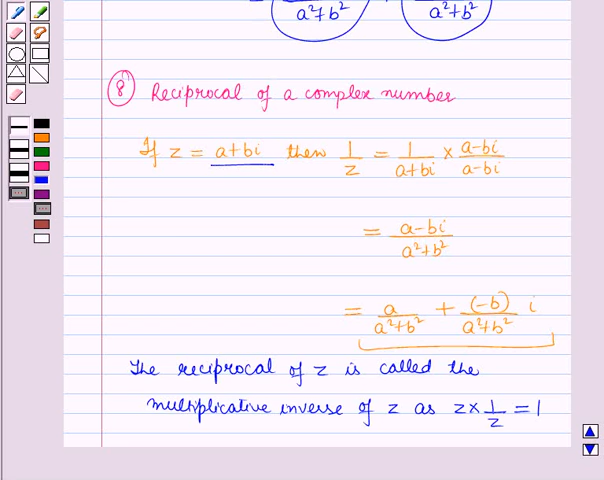 a²+b² a²+b²
⑧ Reciprocal of a complex number
If z = a+bi then 1/z = 1/(a+bi) × (a-bi)/(a-bi)
= (a-bi)/(a²+b²)
= a/(a²+b²) + (-b)/(a²+b²) i
The reciprocal of z is called the
multiplicative inverse of z as z × 1/z = 1